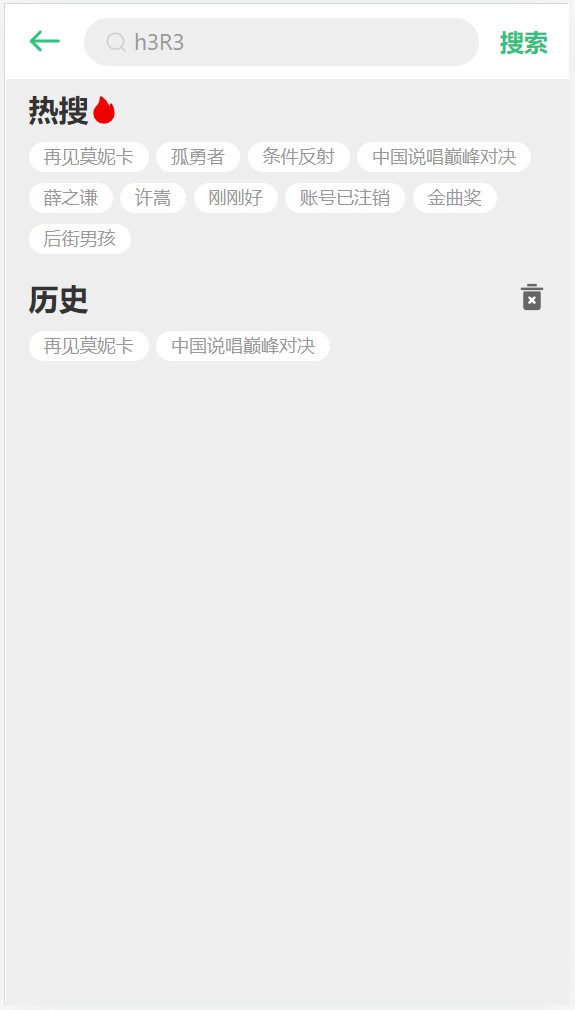 h3R3 搜索
热搜
再见莫妮卡 孤勇者 条件反射 中国说唱巅峰对决
薛之谦 许嵩 刚刚好 账号已注销 金曲奖
后街男孩
历史
再见莫妮卡 中国说唱巅峰对决